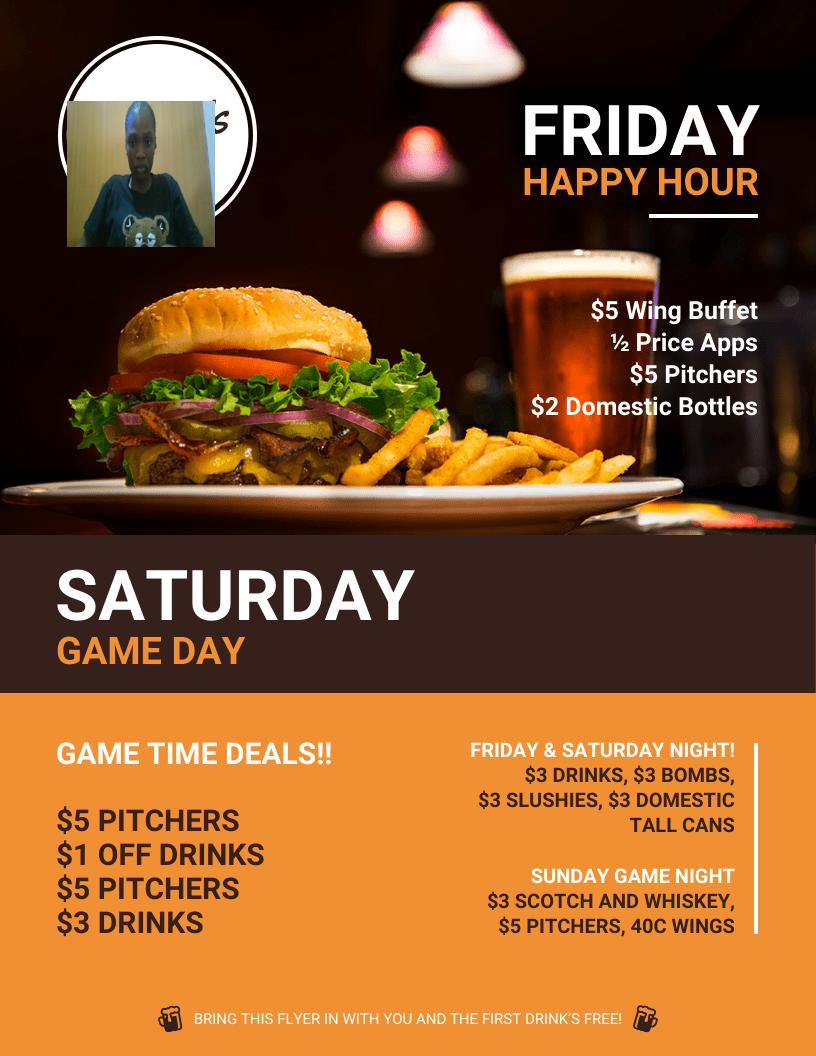 FRIDAY
HAPPY HOUR
$5 Wing Buffet
½ Price Apps
$5 Pitchers
$2 Domestic Bottles
SATURDAY
GAME DAY
GAME TIME DEALS!!
$5 PITCHERS
$1 OFF DRINKS
$5 PITCHERS
$3 DRINKS
FRIDAY & SATURDAY NIGHT!
$3 DRINKS, $3 BOMBS,
$3 SLUSHIES, $3 DOMESTIC
TALL CANS
SUNDAY GAME NIGHT
$3 SCOTCH AND WHISKEY,
$5 PITCHERS, 40C WINGS
BRING THIS FLYER IN WITH YOU AND THE FIRST DRINK'S FREE!